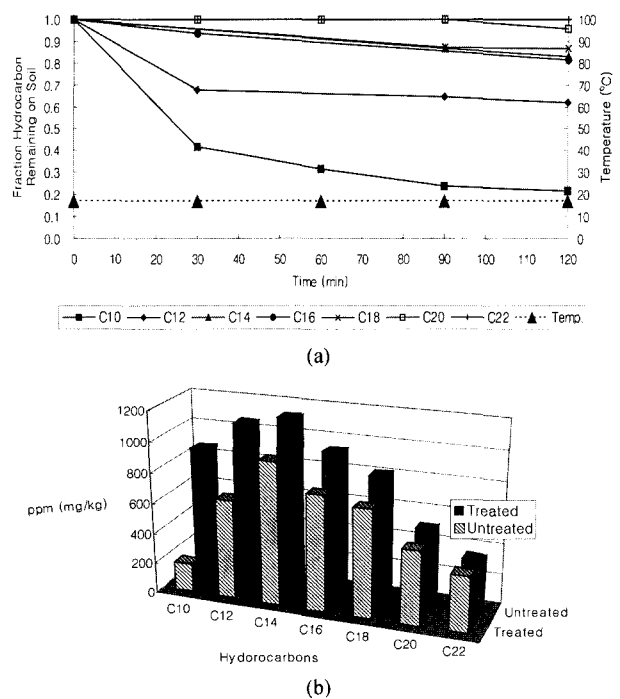 1.0
0.9
0.8
0.7
0.6
0.5
0.4
0.3
0.2
0.1
0.0
Fraction Hydrocarbon
Remaining on Soil
100
90
80
70
60
50
40
30
20
10
0
Temperature (°C)
0 10 20 30 40 50 60 70 80 90 100 110 120
Time (min)
C10 C12 C14 C16 C18 C20 C22 Temp.
(a)
1200
1000
800
600
400
200
0
ppm (mg/kg)
Treated
Untreated
Untreated
Treated
C10 C12 C14 C16 C18 C20 C22
Hydorocarbons
(b)